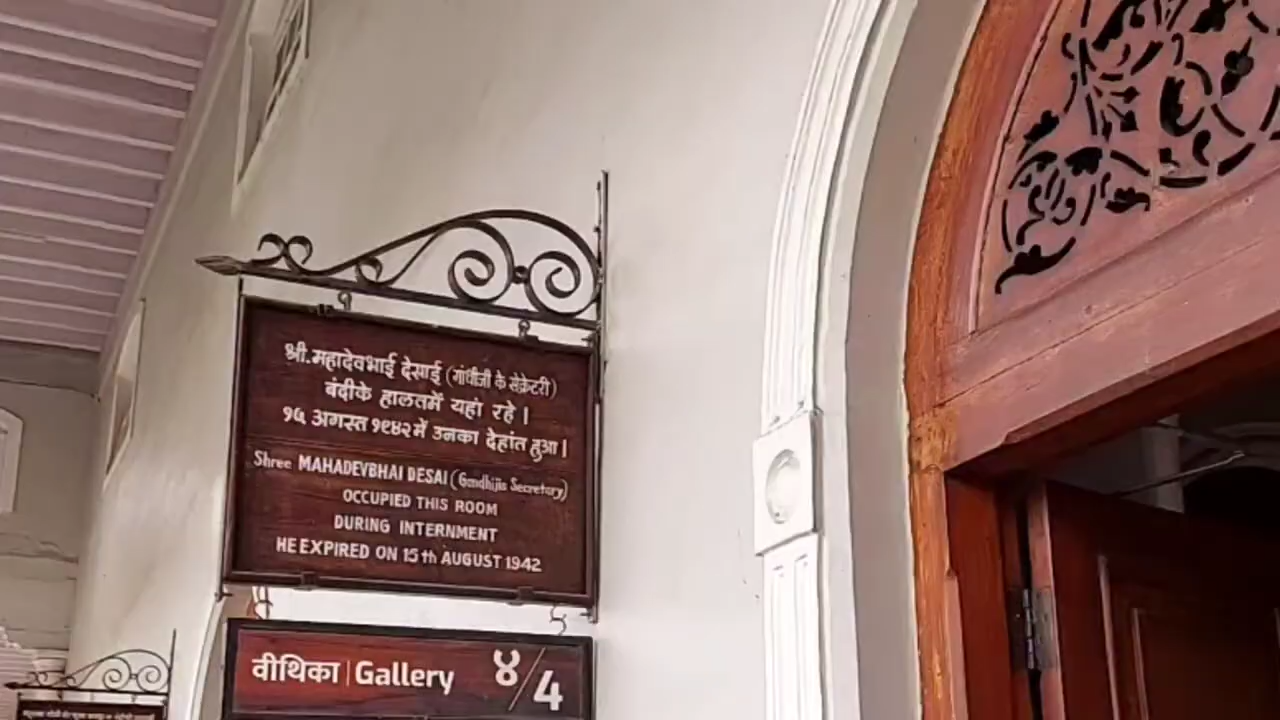 श्री. महादेवभाई देसाई (गांधीजी के सेक्रेटरी)
बंदीके हालतमें यहां रहे।
१५ अगस्त १९४२ में उनका देहांत हुआ।
Shree MAHADEVBHAI DESAI (Gandhijis Secretary)
OCCUPIED THIS ROOM
DURING INTERNMENT
HE EXPIRED ON 15th AUGUST 1942
वीथिका | Gallery ४/4